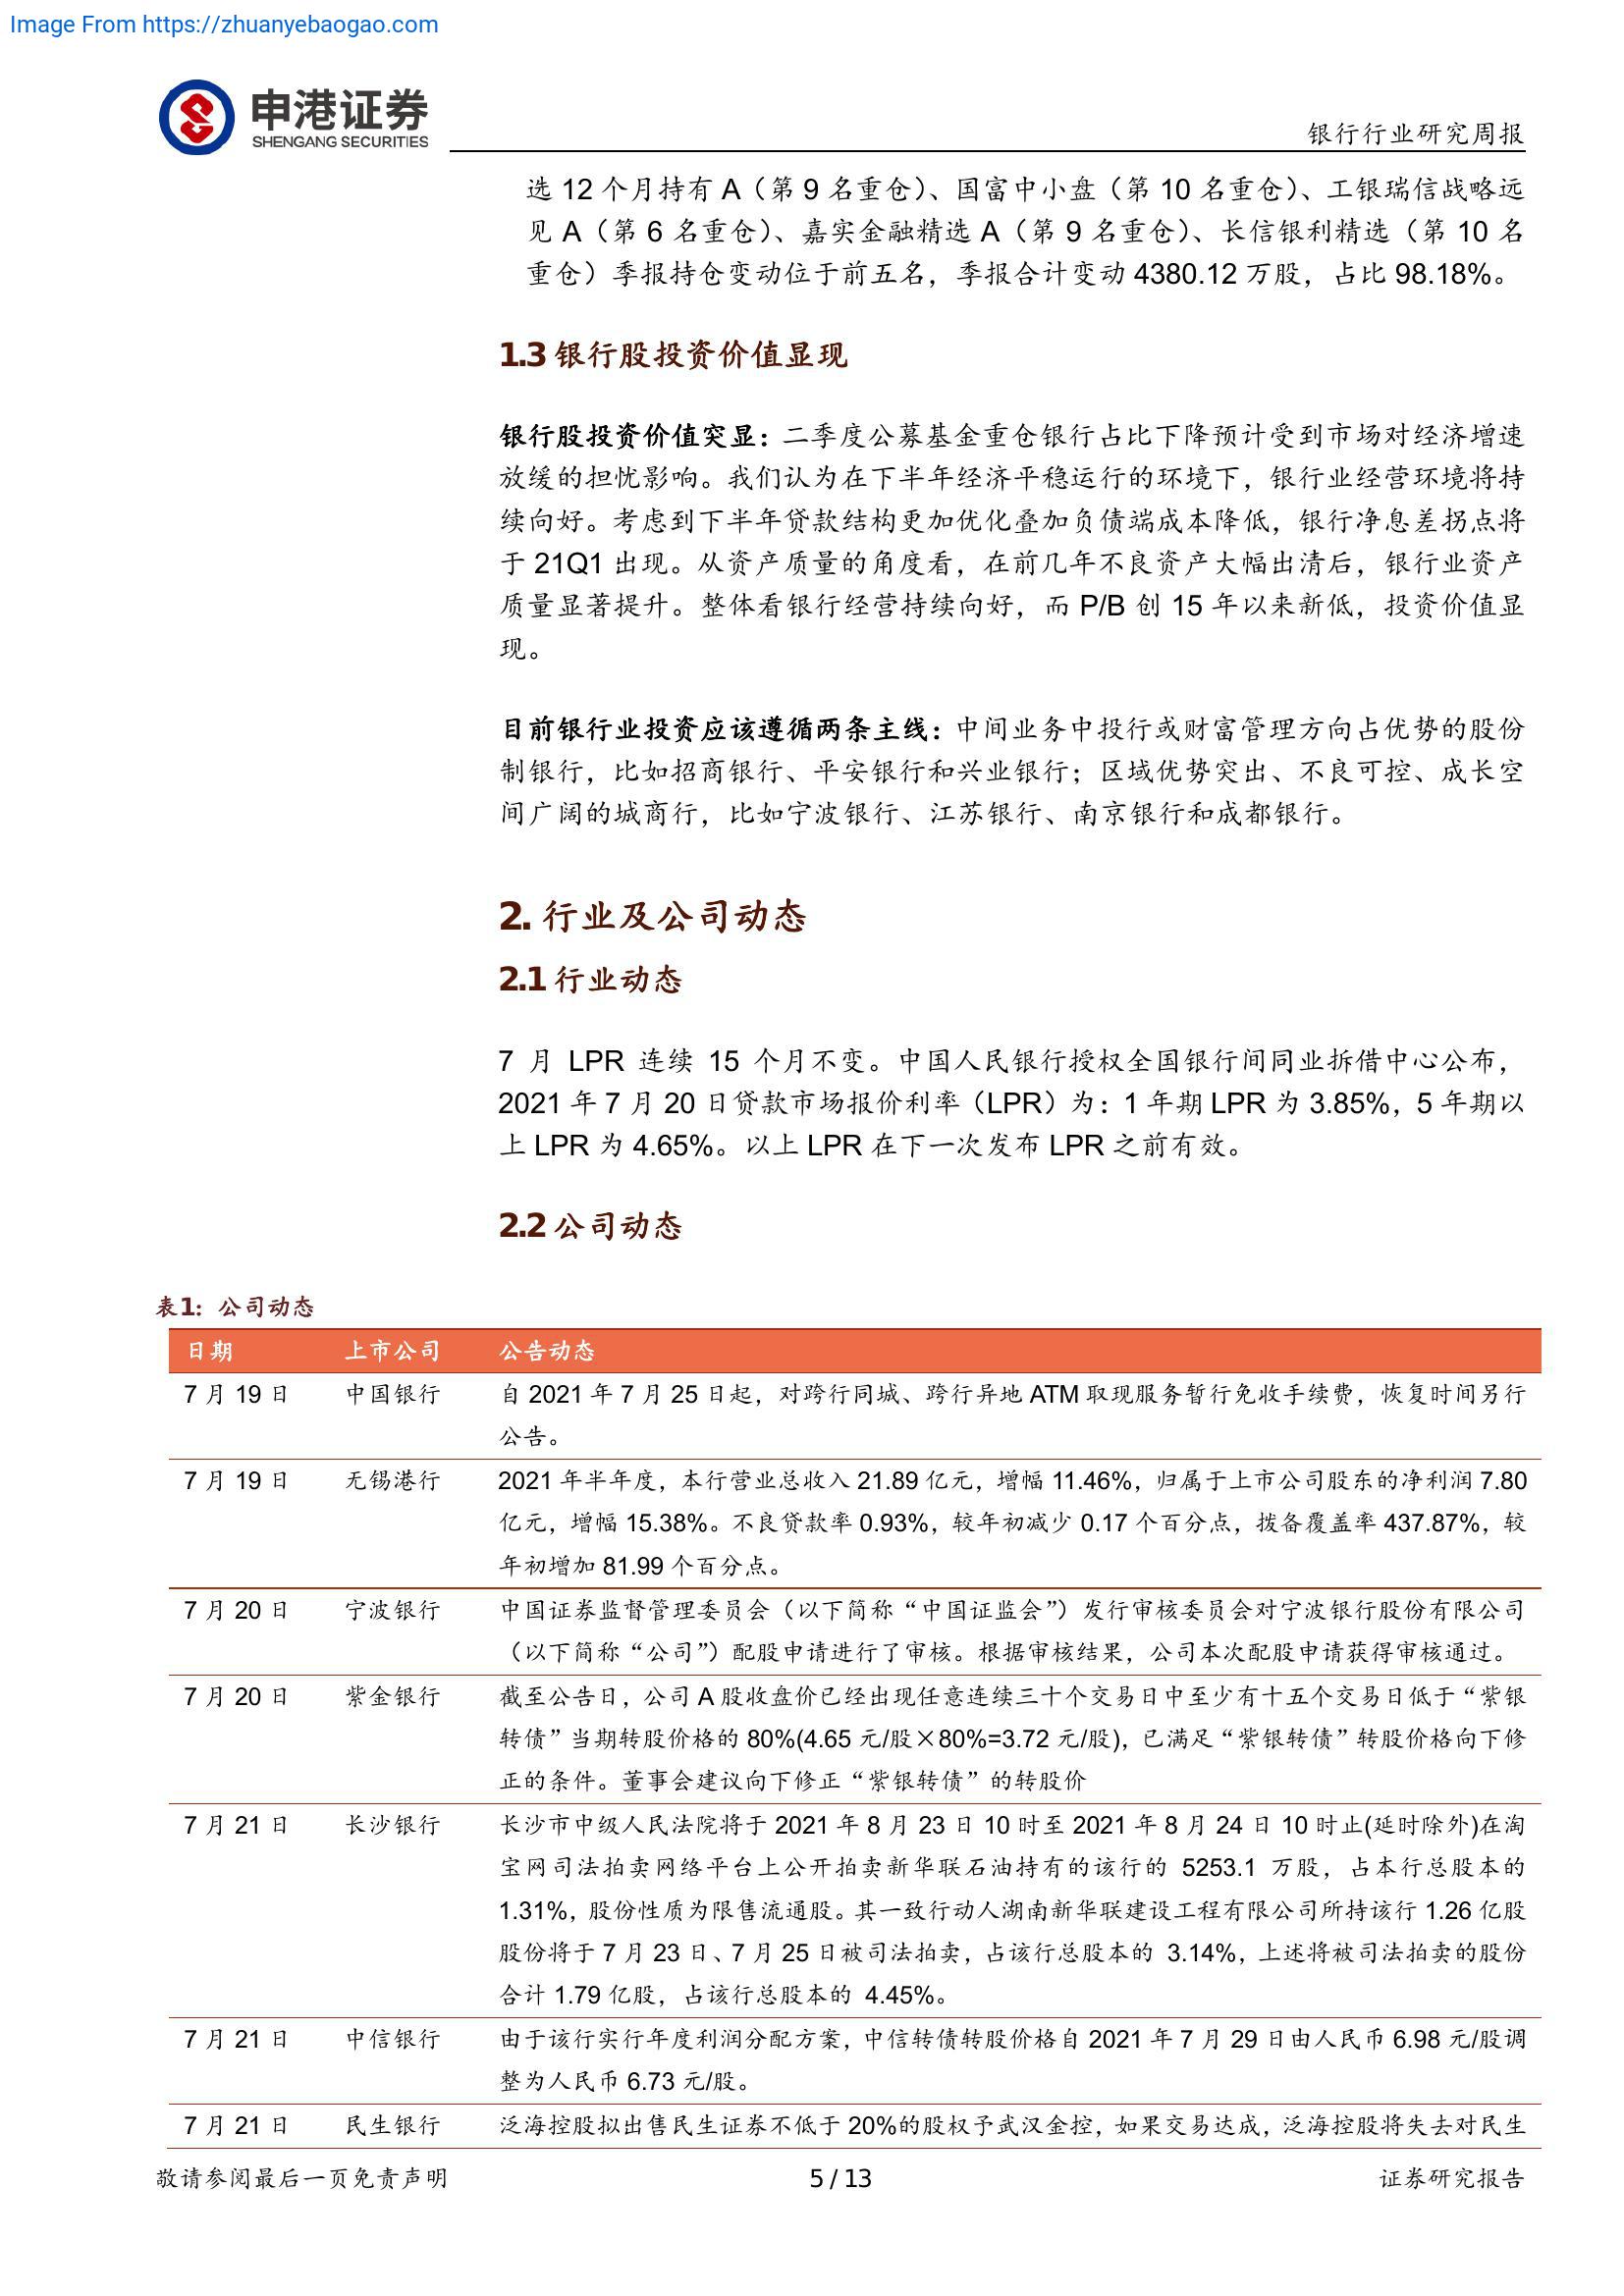 Image From https://zhuanyebaogao.com
申港证券
SHENGANG SECURITIES
银行行业研究周报
选 12 个月持有 A（第 9 名重仓）、国富中小盘（第 10 名重仓）、工银瑞信战略远
见 A（第 6 名重仓）、嘉实金融精选 A（第 9 名重仓）、长信银利精选（第 10 名
重仓）季报持仓变动位于前五名，季报合计变动 4380.12 万股，占比 98.18%。
1.3 银行股投资价值显现
银行股投资价值突显：二季度公募基金重仓银行占比下降预计受到市场对经济增速
放缓的担忧影响。我们认为在下半年经济平稳运行的环境下，银行业经营环境将持
续向好。考虑到下半年贷款结构更加优化叠加负债端成本降低，银行净息差拐点将
于 21Q1 出现。从资产质量的角度看，在前几年不良资产大幅出清后，银行业资产
质量显著提升。整体看银行经营持续向好，而 P/B 创 15 年以来新低，投资价值显
现。
目前银行业投资应该遵循两条主线：中间业务中投行或财富管理方向占优势的股份
制银行，比如招商银行、平安银行和兴业银行；区域优势突出、不良可控、成长空
间广阔的城商行，比如宁波银行、江苏银行、南京银行和成都银行。
2. 行业及公司动态
2.1 行业动态
7 月 LPR 连续 15 个月不变。中国人民银行授权全国银行间同业拆借中心公布，
2021 年 7 月 20 日贷款市场报价利率（LPR）为：1 年期 LPR 为 3.85%，5 年期以
上 LPR 为 4.65%。以上 LPR 在下一次发布 LPR 之前有效。
2.2 公司动态
表1：公司动态
日期 上市公司 公告动态
7 月 19 日 中国银行 自 2021 年 7 月 25 日起，对跨行同城、跨行异地 ATM 取现服务暂行免收手续费，恢复时间另行
公告。
7 月 19 日 无锡港行 2021 年半年度，本行营业总收入 21.89 亿元，增幅 11.46%，归属于上市公司股东的净利润 7.80
亿元，增幅 15.38%。不良贷款率 0.93%，较年初减少 0.17 个百分点，拨备覆盖率 437.87%，较
年初增加 81.99 个百分点。
7 月 20 日 宁波银行 中国证券监督管理委员会（以下简称“中国证监会”）发行审核委员会对宁波银行股份有限公司
（以下简称“公司”）配股申请进行了审核。根据审核结果，公司本次配股申请获得审核通过。
7 月 20 日 紫金银行 截至公告日，公司 A 股收盘价已经出现任意连续三十个交易日中至少有十五个交易日低于“紫银
转债”当期转股价格的 80%(4.65 元/股×80%=3.72 元/股)，已满足“紫银转债”转股价格向下修
正的条件。董事会建议向下修正“紫银转债”的转股价
7 月 21 日 长沙银行 长沙市中级人民法院将于 2021 年 8 月 23 日 10 时至 2021 年 8 月 24 日 10 时止(延时除外)在淘
宝网司法拍卖网络平台上公开拍卖新华联石油持有的该行的 5253.1 万股，占本行总股本的
1.31%，股份性质为限售流通股。其一致行动人湖南新华联建设工程有限公司所持该行 1.26 亿股
股份将于 7 月 23 日、7 月 25 日被司法拍卖，占该行总股本的 3.14%，上述将被司法拍卖的股份
合计 1.79 亿股，占该行总股本的 4.45%。
7 月 21 日 中信银行 由于该行实行年度利润分配方案，中信转债转股价格自 2021 年 7 月 29 日由人民币 6.98 元/股调
整为人民币 6.73 元/股。
7 月 21 日 民生银行 泛海控股拟出售民生证券不低于 20%的股权予武汉金控，如果交易达成，泛海控股将失去对民生
敬请参阅最后一页免责声明 5 / 13 证券研究报告